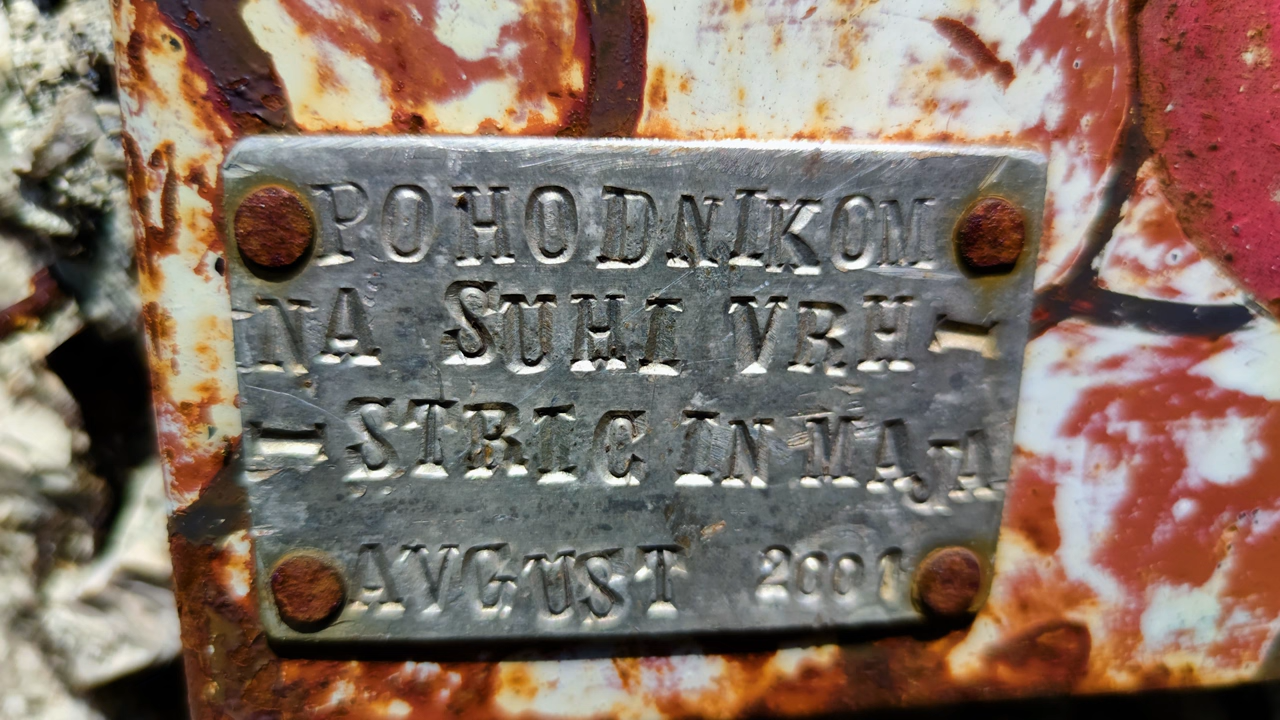 POHODNIKOM
NA SUHI VRH -
- STRIC IN MAJA
AVGUST 2001